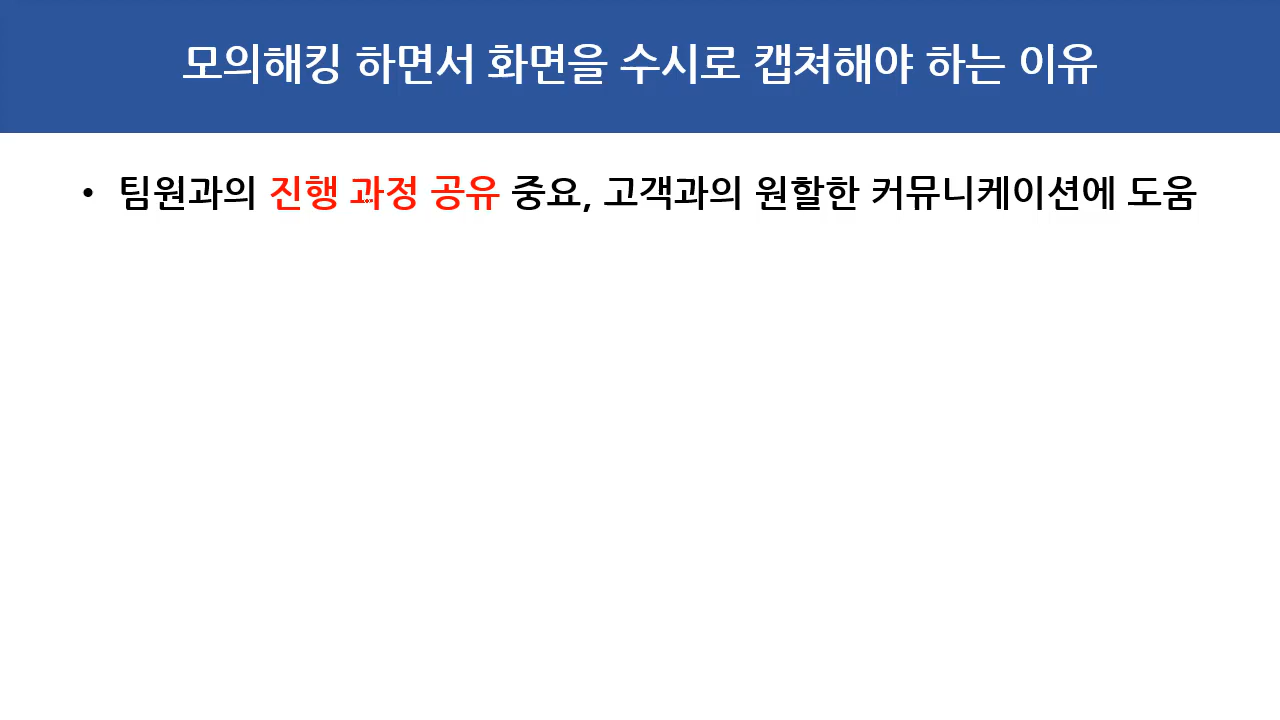 모의해킹 하면서 화면을 수시로 캡쳐해야 하는 이유
• 팀원과의 진행 과정 공유 중요, 고객과의 원할한 커뮤니케이션에 도움